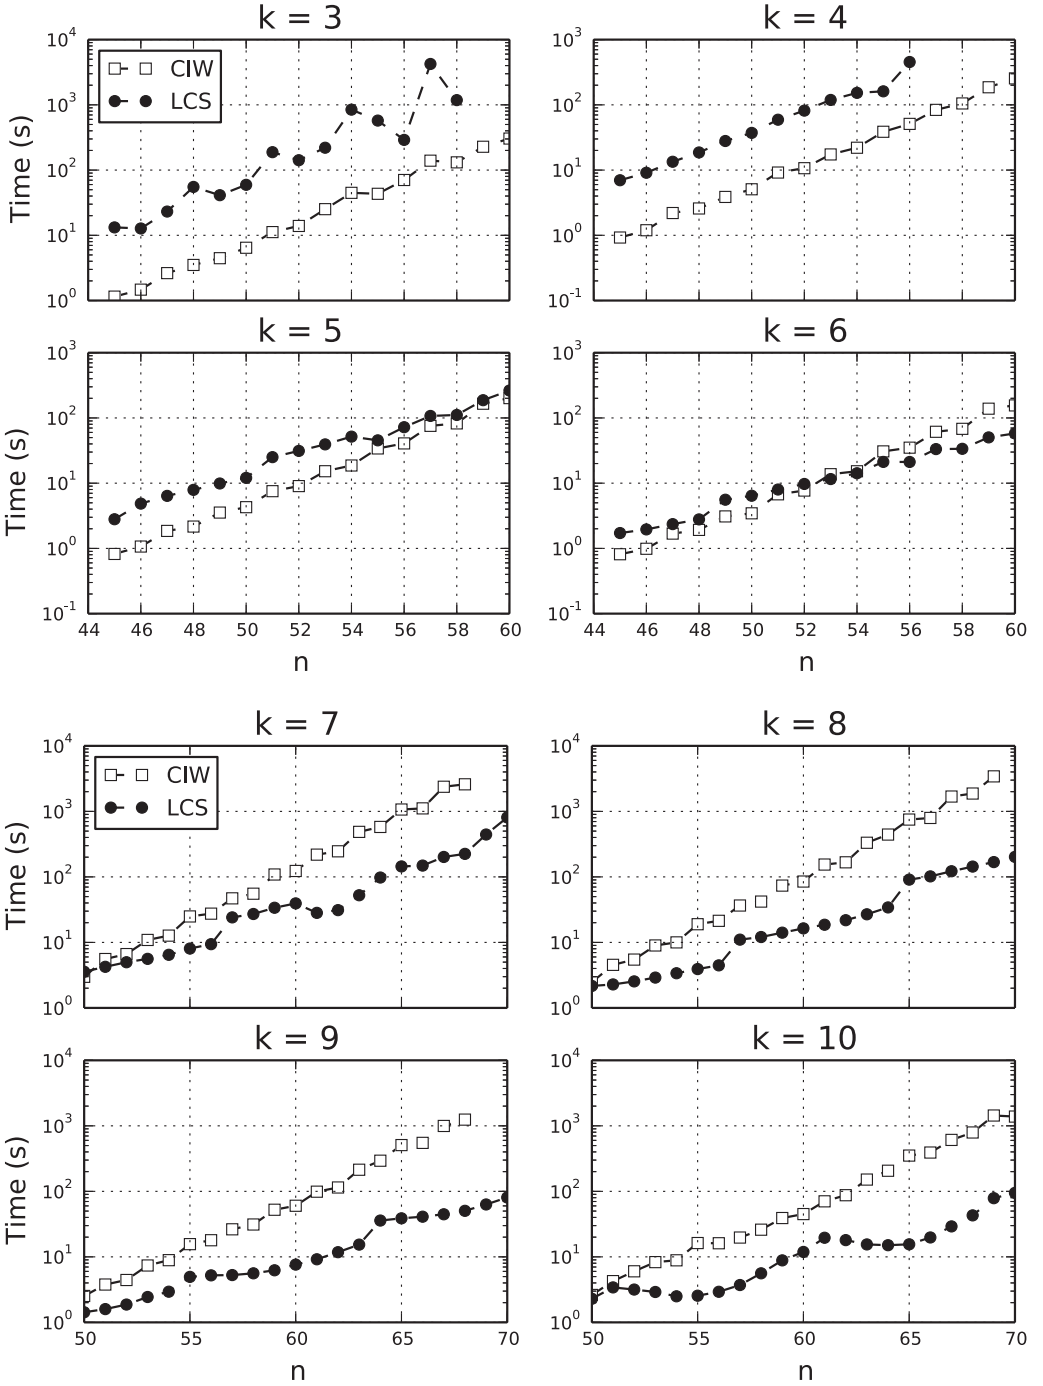 k = 3
k = 4
10^4
10^3
10^2
10^1
10^0
Time (s)
CIW
LCS
10^3
10^2
10^1
10^0
10^-1
k = 5
k = 6
10^3
10^2
10^1
10^0
10^-1
Time (s)
44 46 48 50 52 54 56 58 60
n
10^3
10^2
10^1
10^0
10^-1
44 46 48 50 52 54 56 58 60
n
k = 7
k = 8
10^4
10^3
10^2
10^1
10^0
Time (s)
CIW
LCS
10^4
10^3
10^2
10^1
10^0
k = 9
k = 10
10^4
10^3
10^2
10^1
10^0
Time (s)
50 55 60 65 70
n
10^4
10^3
10^2
10^1
10^0
50 55 60 65 70
n